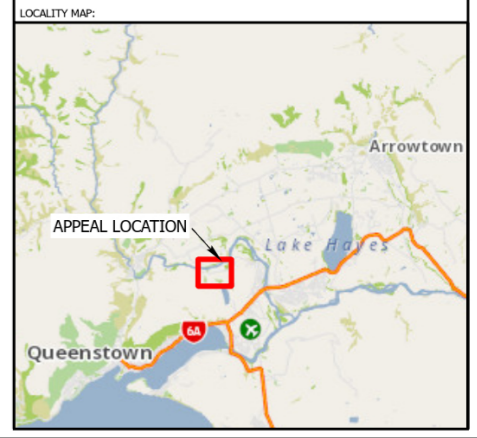 LOCALITY MAP:
Arrowtown
APPEAL LOCATION
Lake Hayes
6A
Queenstown